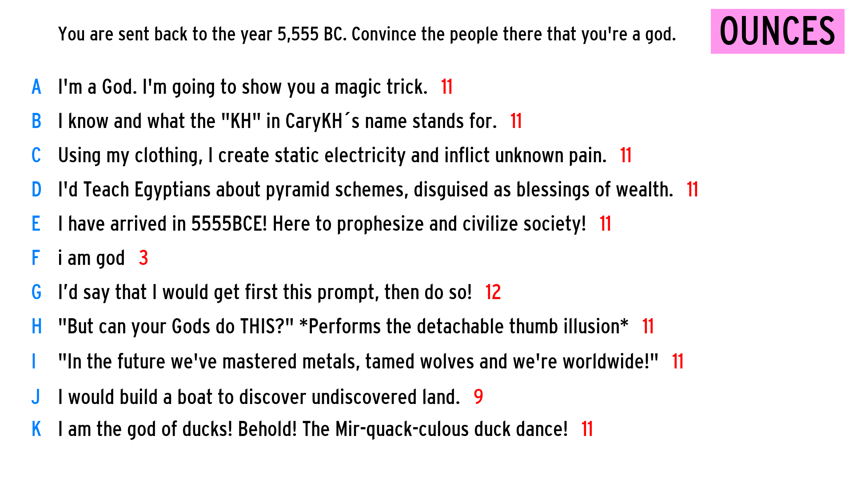 You are sent back to the year 5,555 BC. Convince the people there that you're a god. OUNCES
A I'm a God. I'm going to show you a magic trick. 11
B I know and what the "KH" in CaryKH´s name stands for. 11
C Using my clothing, I create static electricity and inflict unknown pain. 11
D I'd Teach Egyptians about pyramid schemes, disguised as blessings of wealth. 11
E I have arrived in 5555BCE! Here to prophesize and civilize society! 11
F i am god 3
G I’d say that I would get first this prompt, then do so! 12
H "But can your Gods do THIS?" *Performs the detachable thumb illusion* 11
I "In the future we've mastered metals, tamed wolves and we're worldwide!" 11
J I would build a boat to discover undiscovered land. 9
K I am the god of ducks! Behold! The Mir-quack-culous duck dance! 11